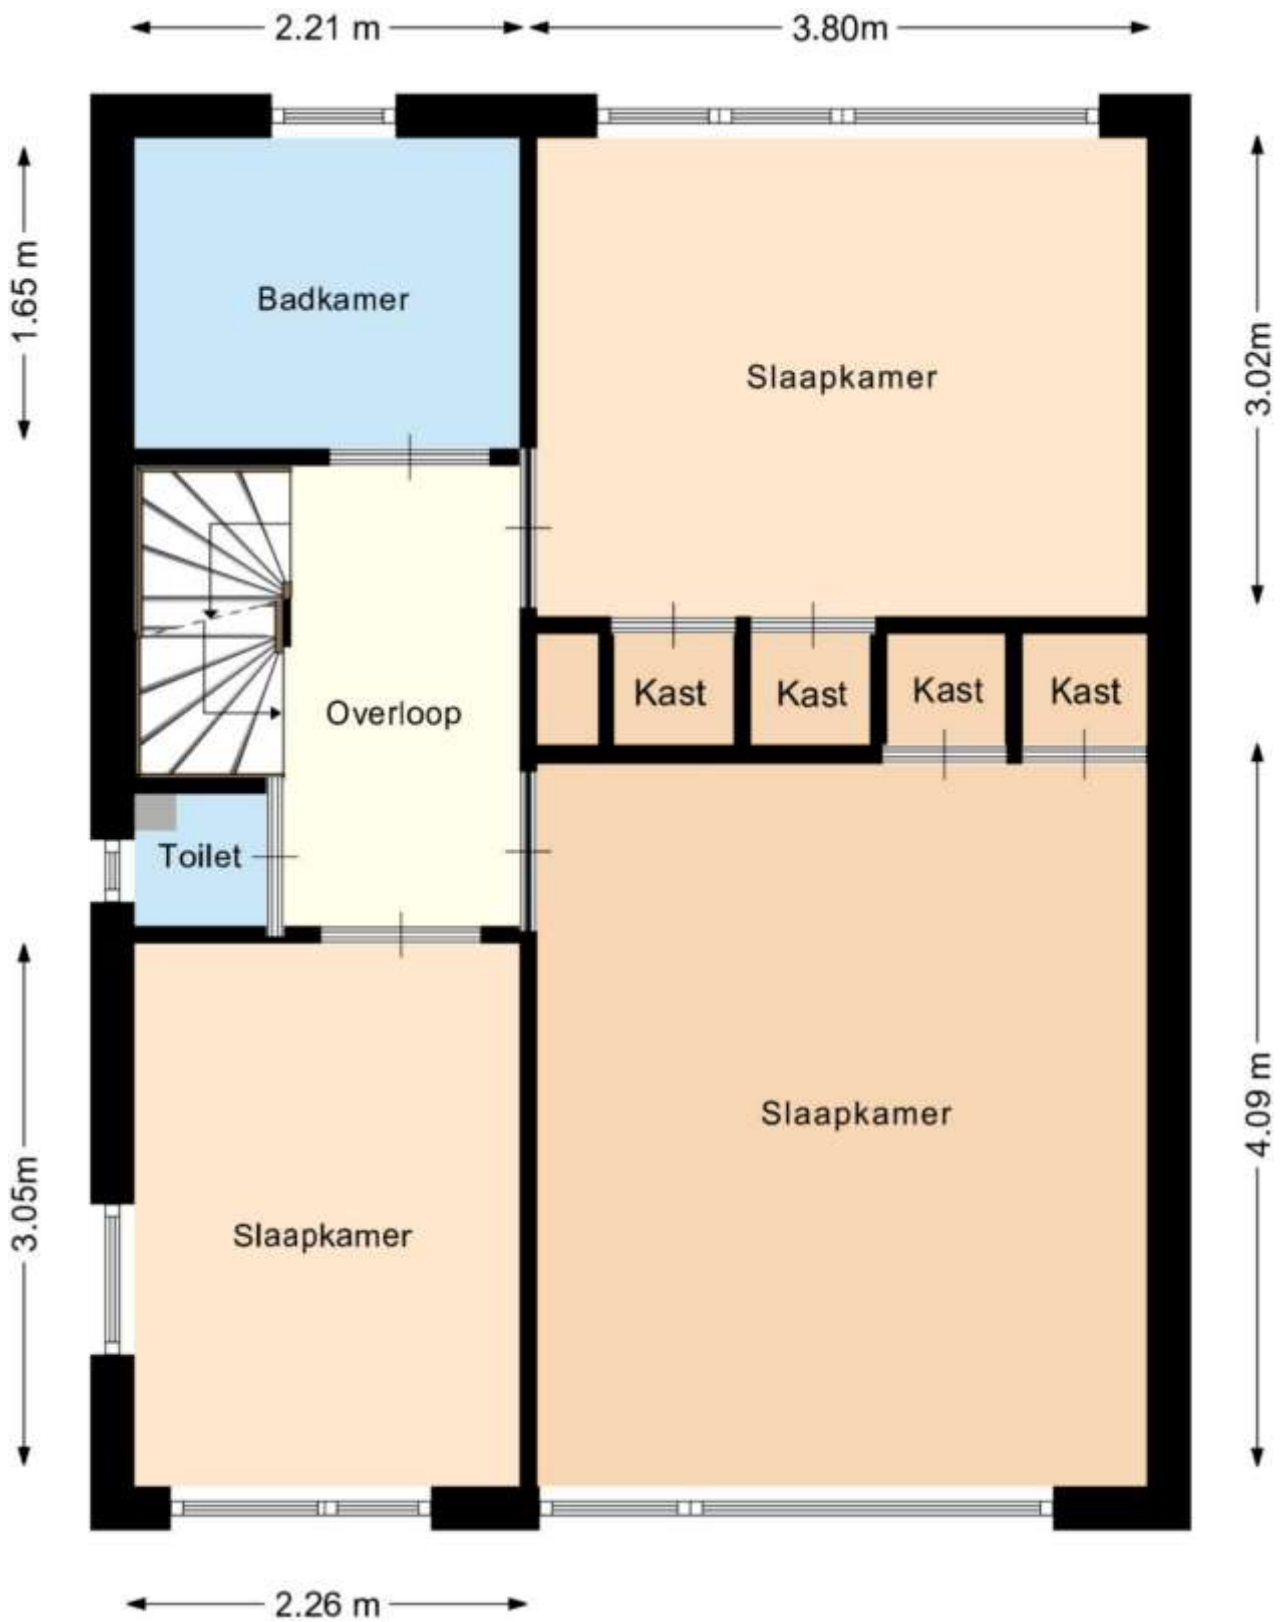 2.21 m
3.80m
1.65 m
Badkamer
Slaapkamer
3.02m
Kast
Kast
Kast
Kast
Overloop
Toilet
Slaapkamer
4.09 m
3.05m
Slaapkamer
2.26 m